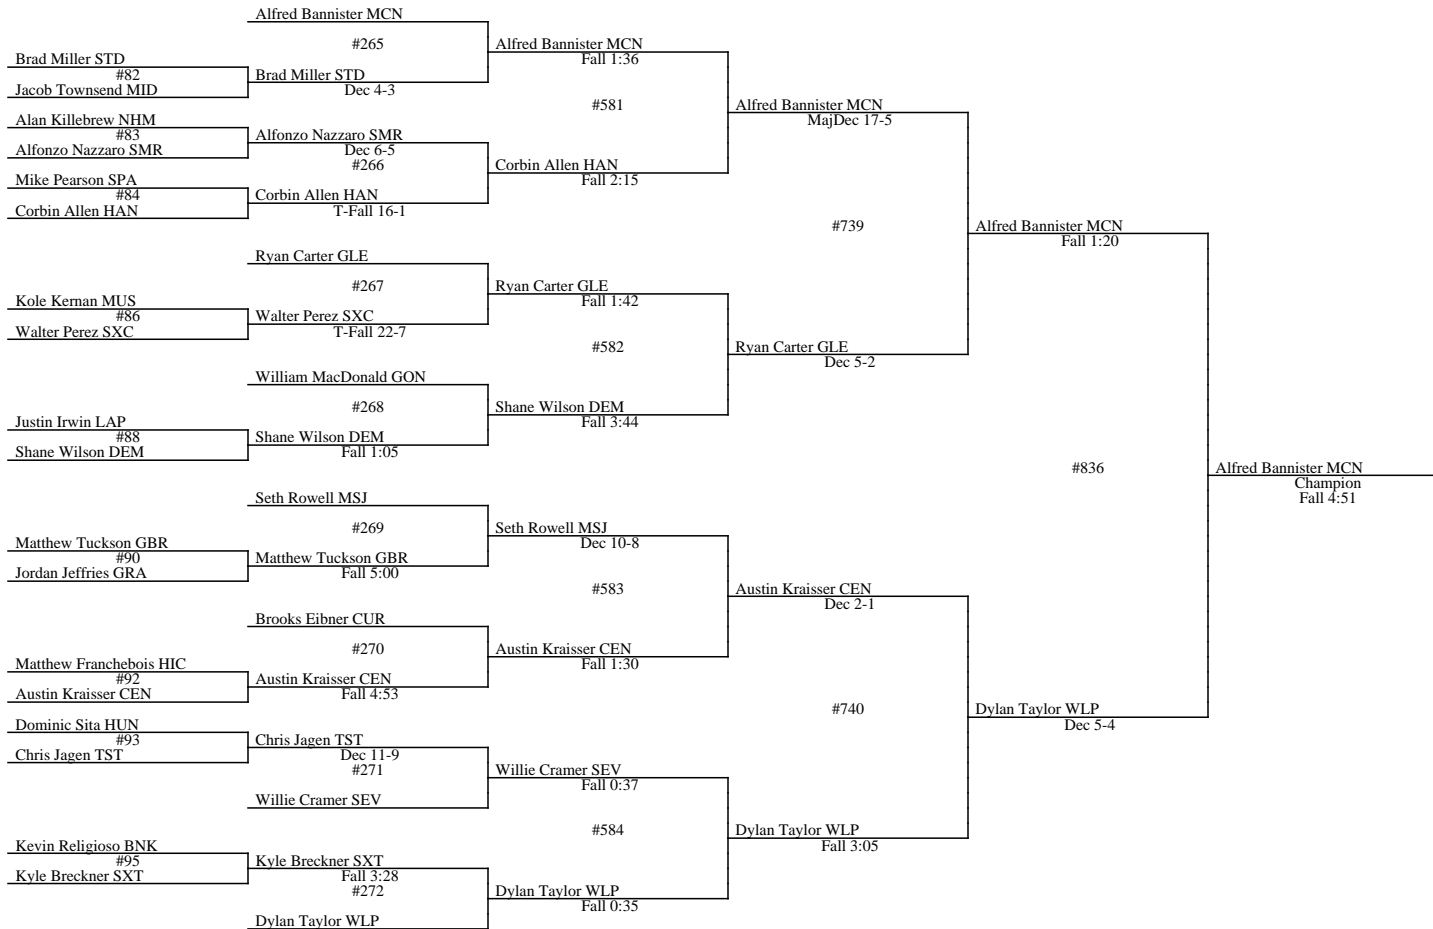 Alfred Bannister MCN
#265
Alfred Bannister MCN
Fall 1:36
Brad Miller STD
#82
Jacob Townsend MID
Brad Miller STD
Dec 4-3
#581
Alfred Bannister MCN
MajDec 17-5
Alan Killebrew NHM
#83
Alfonzo Nazzaro SMR
Alfonzo Nazzaro SMR
Dec 6-5
#266
Corbin Allen HAN
Fall 2:15
Mike Pearson SPA
#84
Corbin Allen HAN
Corbin Allen HAN
T-Fall 16-1
#739
Alfred Bannister MCN
Fall 1:20
Ryan Carter GLE
#267
Ryan Carter GLE
Fall 1:42
Kole Kernan MUS
#86
Walter Perez SXC
Walter Perez SXC
T-Fall 22-7
#582
Ryan Carter GLE
Dec 5-2
William MacDonald GON
#268
Shane Wilson DEM
Fall 3:44
Justin Irwin LAP
#88
Shane Wilson DEM
Shane Wilson DEM
Fall 1:05
#836
Alfred Bannister MCN
Champion
Fall 4:51
Seth Rowell MSJ
#269
Seth Rowell MSJ
Dec 10-8
Matthew Tuckson GBR
#90
Jordan Jeffries GRA
Matthew Tuckson GBR
Fall 5:00
#583
Austin Kraisser CEN
Dec 2-1
Brooks Eibner CUR
#270
Austin Kraisser CEN
Fall 1:30
Matthew Franchebois HIC
#92
Austin Kraisser CEN
Austin Kraisser CEN
Fall 4:53
#740
Dylan Taylor WLP
Dec 5-4
Dominic Sita HUN
#93
Chris Jagen TST
Chris Jagen TST
Dec 11-9
#271
Willie Cramer SEV
Fall 0:37
Willie Cramer SEV
#584
Dylan Taylor WLP
Fall 3:05
Kevin Religioso BNK
#95
Kyle Breckner SXT
Kyle Breckner SXT
Fall 3:28
#272
Dylan Taylor WLP
Fall 0:35
Dylan Taylor WLP